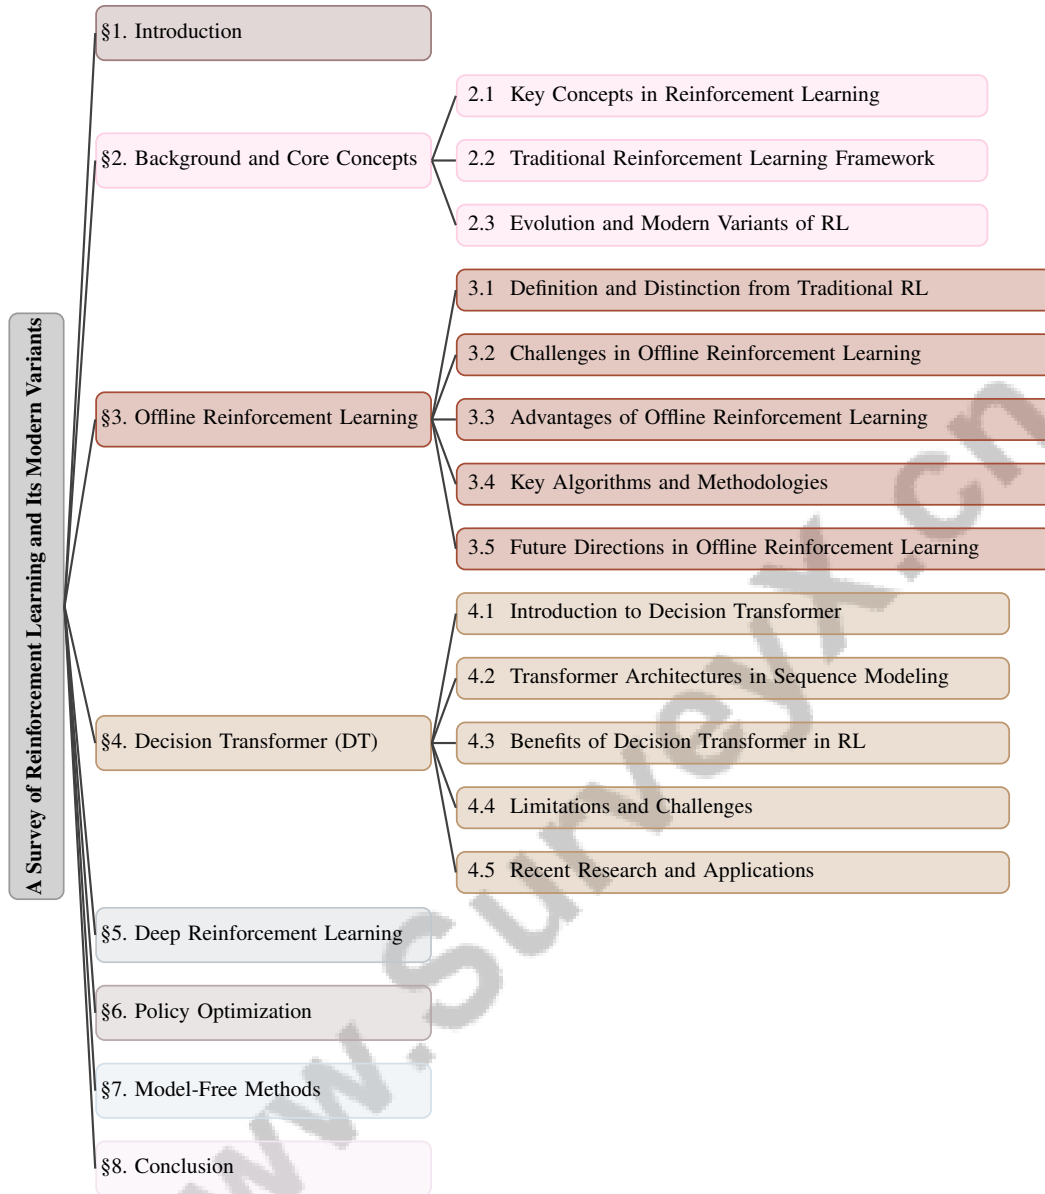 A Survey of Reinforcement Learning and Its Modern Variants
§1. Introduction
§2. Background and Core Concepts
2.1 Key Concepts in Reinforcement Learning
2.2 Traditional Reinforcement Learning Framework
2.3 Evolution and Modern Variants of RL
§3. Offline Reinforcement Learning
3.1 Definition and Distinction from Traditional RL
3.2 Challenges in Offline Reinforcement Learning
3.3 Advantages of Offline Reinforcement Learning
3.4 Key Algorithms and Methodologies
3.5 Future Directions in Offline Reinforcement Learning
§4. Decision Transformer (DT)
4.1 Introduction to Decision Transformer
4.2 Transformer Architectures in Sequence Modeling
4.3 Benefits of Decision Transformer in RL
4.4 Limitations and Challenges
4.5 Recent Research and Applications
§5. Deep Reinforcement Learning
§6. Policy Optimization
§7. Model-Free Methods
§8. Conclusion
www.SurveyX.cn